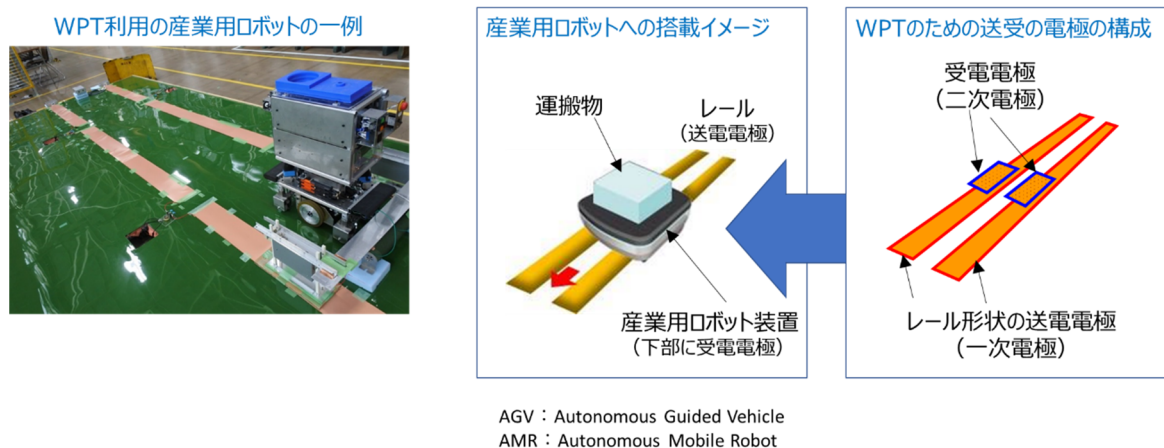 WPT利用の産業用ロボットの一例
産業用ロボットへの搭載イメージ
運搬物
レール
(送電電極)
産業用ロボット装置
(下部に受電電極)
WPTのための送受の電極の構成
受電電極
(二次電極)
レール形状の送電電極
(一次電極)
AGV：Autonomous Guided Vehicle
AMR：Autonomous Mobile Robot